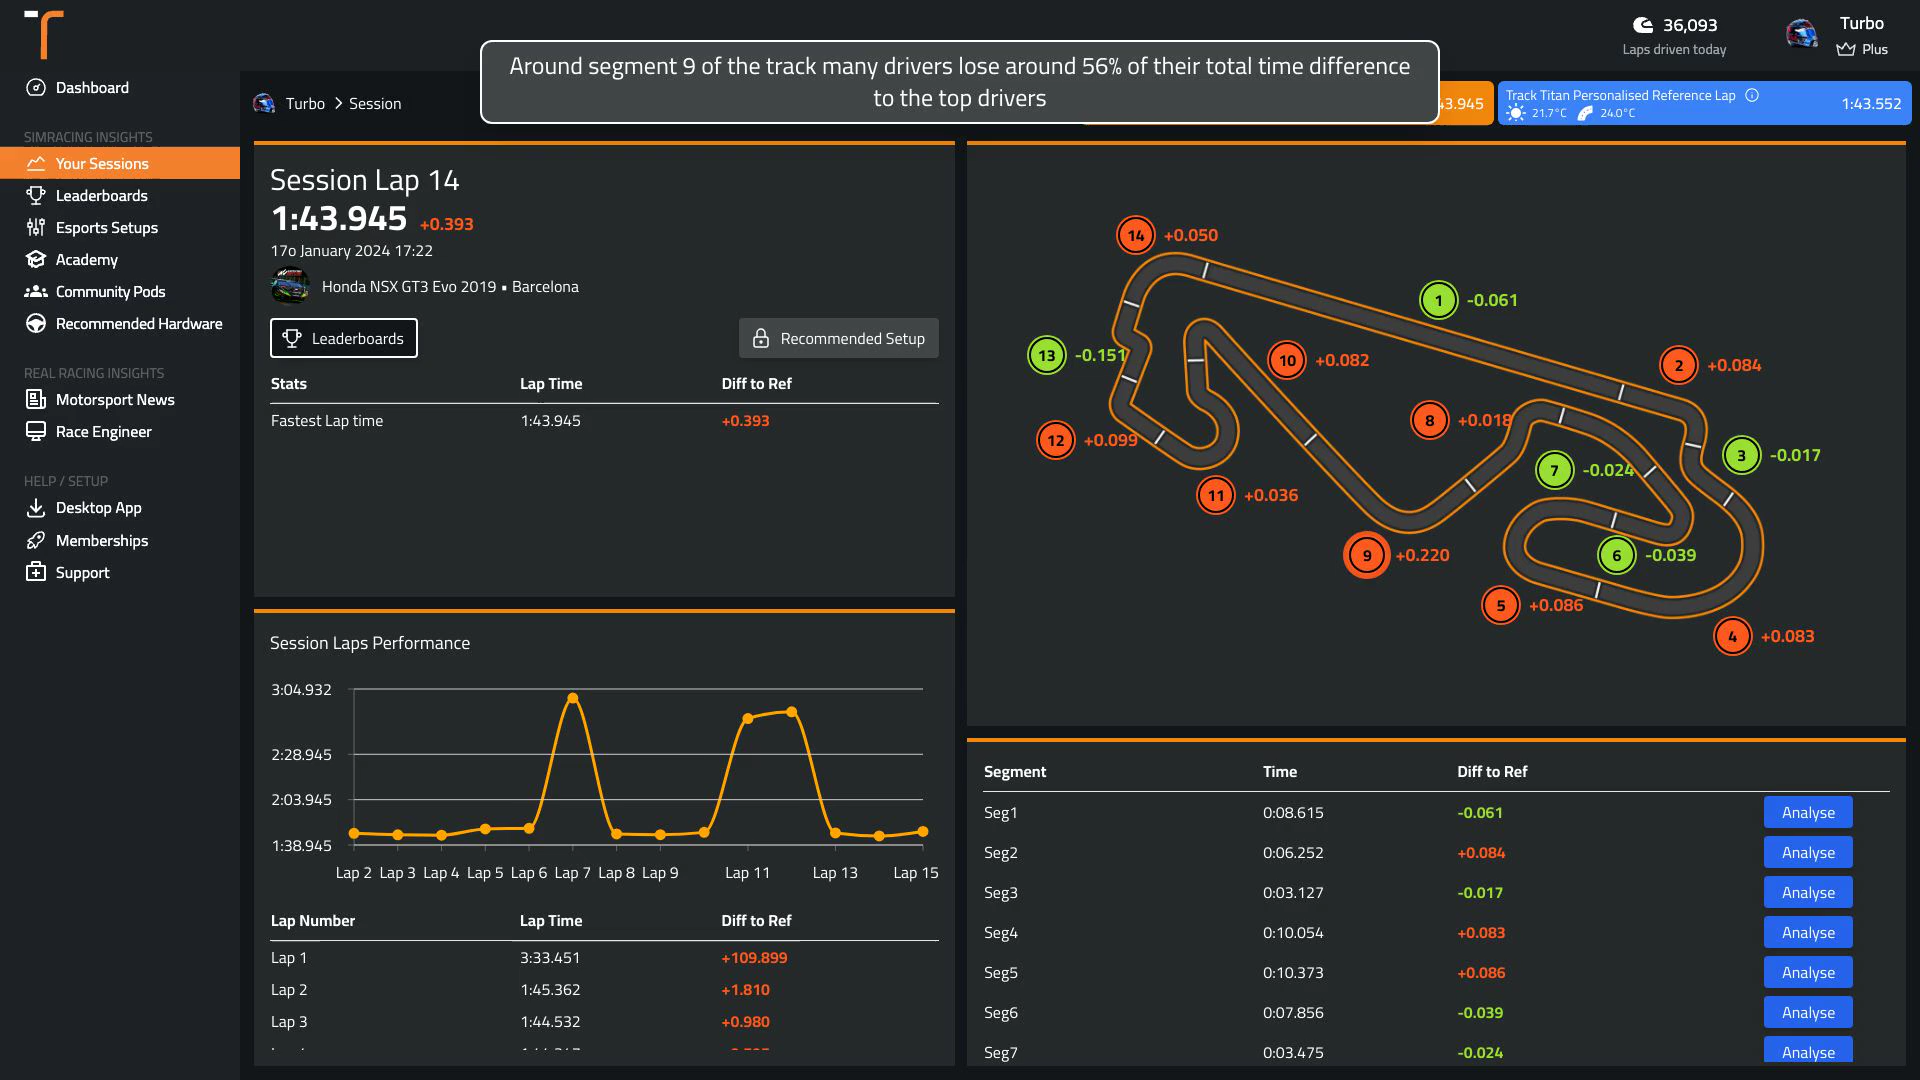 36,093
Laps driven today
Turbo
Plus
Around segment 9 of the track many drivers lose around 56% of their total time difference
to the top drivers
Dashboard
SIMRACING INSIGHTS
Your Sessions
Leaderboards
Esports Setups
Academy
Community Pods
Recommended Hardware
REAL RACING INSIGHTS
Motorsport News
Race Engineer
HELP / SETUP
Desktop App
Memberships
Support
Turbo > Session
43.945
Track Titan Personalised Reference Lap
21.7°C 24.0°C
1:43.552
Session Lap 14
1:43.945 +0.393
17o January 2024 17:22
Honda NSX GT3 Evo 2019 • Barcelona
Leaderboards
Recommended Setup
Stats Lap Time Diff to Ref
Fastest Lap time 1:43.945 +0.393
14 +0.050
1 -0.061
13 -0.151
10 +0.082
2 +0.084
8 +0.018
12 +0.099
3 -0.017
7 -0.024
11 +0.036
9 +0.220
6 -0.039
5 +0.086
4 +0.083
Session Laps Performance
3:04.932
2:28.945
2:03.945
1:38.945
Lap 2 Lap 3 Lap 4 Lap 5 Lap 6 Lap 7 Lap 8 Lap 9 Lap 11 Lap 13 Lap 15
Lap Number Lap Time Diff to Ref
Lap 1 3:33.451 +109.899
Lap 2 1:45.362 +1.810
Lap 3 1:44.532 +0.980
Segment Time Diff to Ref
Seg1 0:08.615 -0.061 Analyse
Seg2 0:06.252 +0.084 Analyse
Seg3 0:03.127 -0.017 Analyse
Seg4 0:10.054 +0.083 Analyse
Seg5 0:10.373 +0.086 Analyse
Seg6 0:07.856 -0.039 Analyse
Seg7 0:03.475 -0.024 Analyse